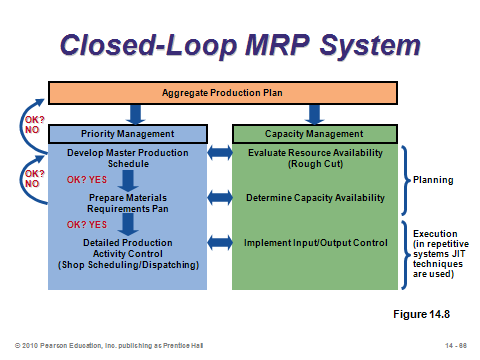 Closed-Loop MRP System
Aggregate Production Plan
OK?
NO
Priority Management
Capacity Management
Develop Master Production
Schedule
Evaluate Resource Availability
(Rough Cut)
OK?
NO
OK? YES
Planning
Prepare Materials
Requirements Pan
Determine Capacity Availability
OK? YES
Detailed Production
Activity Control
(Shop Scheduling/Dispatching)
Implement Input/Output Control
Execution
(in repetitive
systems JIT
techniques
are used)
Figure 14.8
© 2010 Pearson Education, Inc. publishing as Prentice Hall
14 - 66